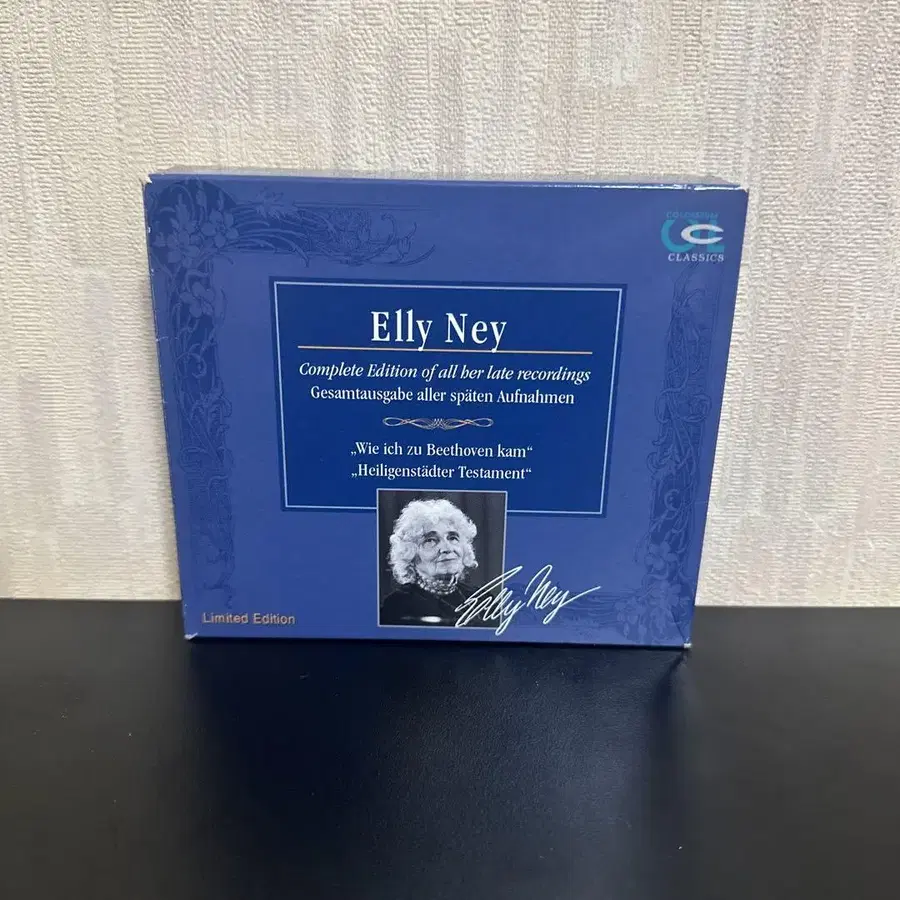 COLOSSEUM
COL
CLASSICS
Elly Ney
Complete Edition of all her late recordings
Gesamtausgabe aller späten Aufnahmen
„Wie ich zu Beethoven kam“
„Heiligenstädter Testament“
Elly Ney
Limited Edition